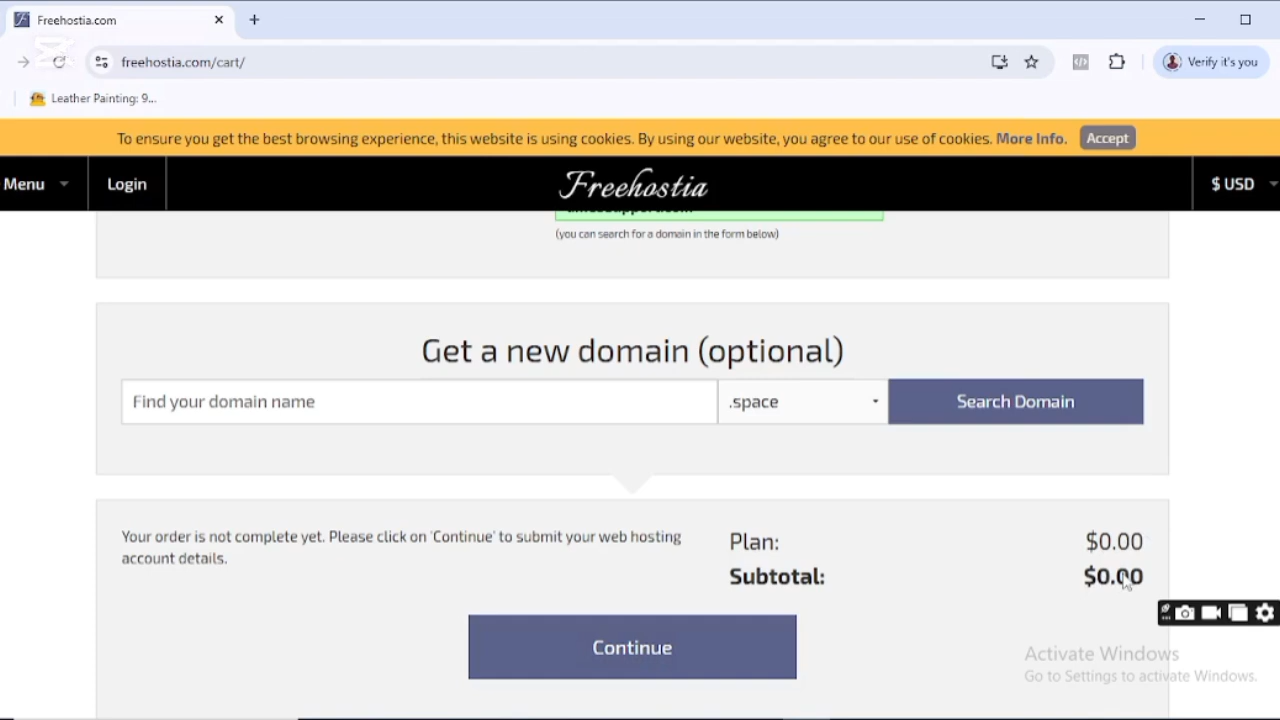 Freehostia.com
freehostia.com/cart/
Verify it's you
Leather Painting: 9...
To ensure you get the best browsing experience, this website is using cookies. By using our website, you agree to our use of cookies. More Info. Accept
Menu Login Freehostia $ USD
(you can search for a domain in the form below)
Get a new domain (optional)
Find your domain name .space Search Domain
Your order is not complete yet. Please click on 'Continue' to submit your web hosting
account details.
Plan: $0.00
Subtotal: $0.00
Continue
Activate Windows
Go to Settings to activate Windows.